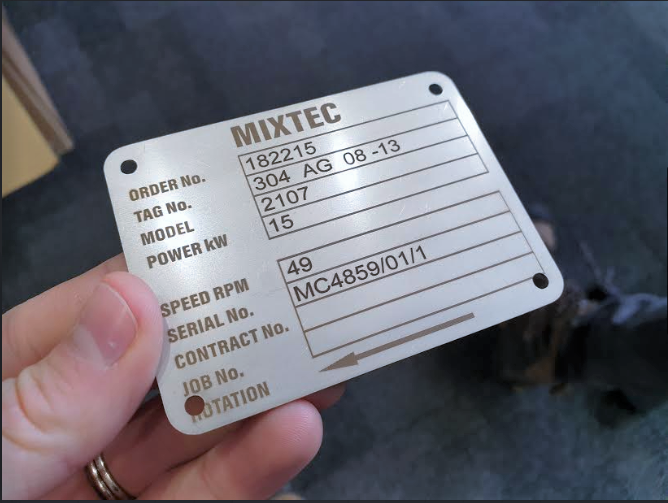 MIXTEC
ORDER No. 182215
TAG No. 304 AG 08-13
MODEL 2107
POWER kW 15
SPEED RPM 49
SERIAL No. MC4859/01/1
CONTRACT No.
JOB No.
ROTATION